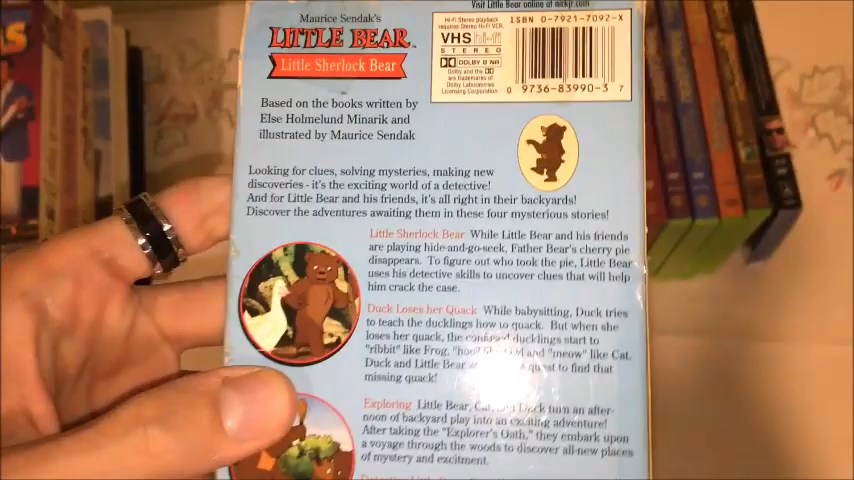 Visit Little Bear online at nickjr.com
Maurice Sendak's
LITTLE BEAR
Little Sherlock Bear
Hi-Fi Stereo playback
requires Stereo Hi-Fi VCR.
VHS hi-fi
STEREO
DOLBY B NR
Dolby and the
are trademarks of
Dolby Laboratories
Licensing Corporation
ISBN 0-7921-7092-X
0 9736-83990-3 7
Based on the books written by
Else Holmelund Minarik and
illustrated by Maurice Sendak
Looking for clues, solving mysteries, making new
discoveries - it's the exciting world of a detective!
And for Little Bear and his friends, it's all right in their backyards!
Discover the adventures awaiting them in these four mysterious stories!
Little Sherlock Bear While Little Bear and his friends
are playing hide-and-go-seek, Father Bear's cherry pie
disappears. To figure out who took the pie, Little Bear
uses his detective skills to uncover clues that will help
him crack the case.
Duck Loses her Quack While babysitting, Duck tries
to teach the ducklings how to quack. But when she
loses her quack, the confused ducklings start to
"ribbit" like Frog, "hoo" like Owl and "meow" like Cat.
Duck and Little Bear a quest to find that
missing quack!
Exploring Little Bear, Cat, and Duck turn an after-
noon of backyard play into an exciting adventure!
After taking the "Explorer's Oath," they embark upon
a voyage through the woods to discover all-new places
of mystery and excitement.